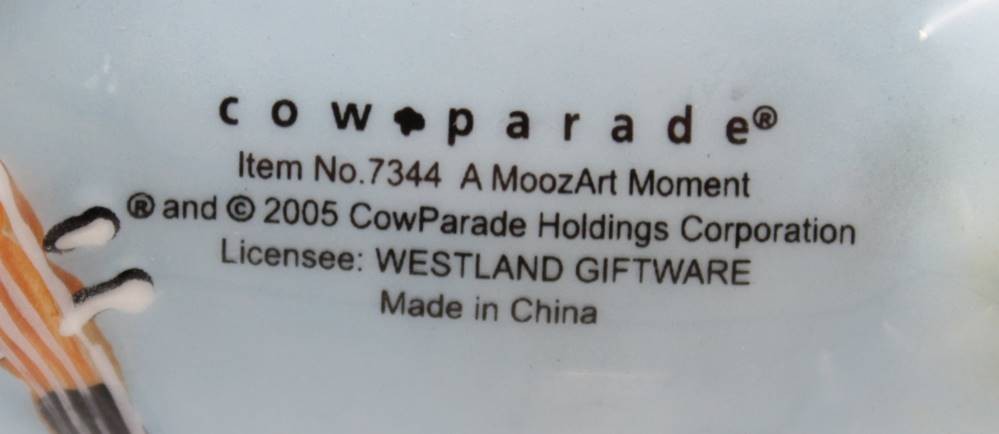 cow parade®
Item No.7344 A MoozArt Moment
® and © 2005 CowParade Holdings Corporation
Licensee: WESTLAND GIFTWARE
Made in China